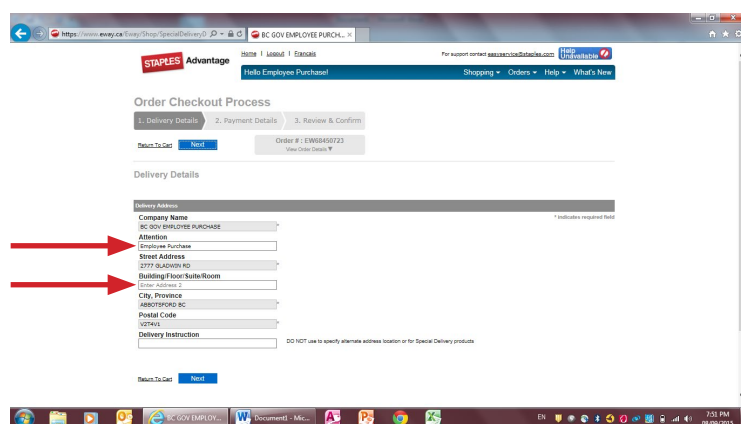 https://www.eway.ca/Eway/Shop/SpecialDeliveryD
BC GOV EMPLOYEE PURCH...
STAPLES Advantage
Home | Logout | Français
For support contact easyservice@staples.com
Help Unavailable
Hello Employee Purchase!
Shopping Orders Help What's New
Order Checkout Process
1. Delivery Details 2. Payment Details 3. Review & Confirm
Return To Cart Next
Order # : EW68450723
View Order Details
Delivery Details
Delivery Address
Company Name
* indicates required field
BC GOV EMPLOYEE PURCHASE *
Attention
Employee Purchase
Street Address
2777 GLADWIN RD *
Building/Floor/Suite/Room
Enter Address 2
City, Province
ABBOTSFORD BC *
Postal Code
V2T4V1 *
Delivery Instruction
DO NOT use to specify alternate address location or for Special Delivery products
Return To Cart Next
BC GOV EMPLOY... Document1 - Mic...
EN
7:51 PM
08/09/2015